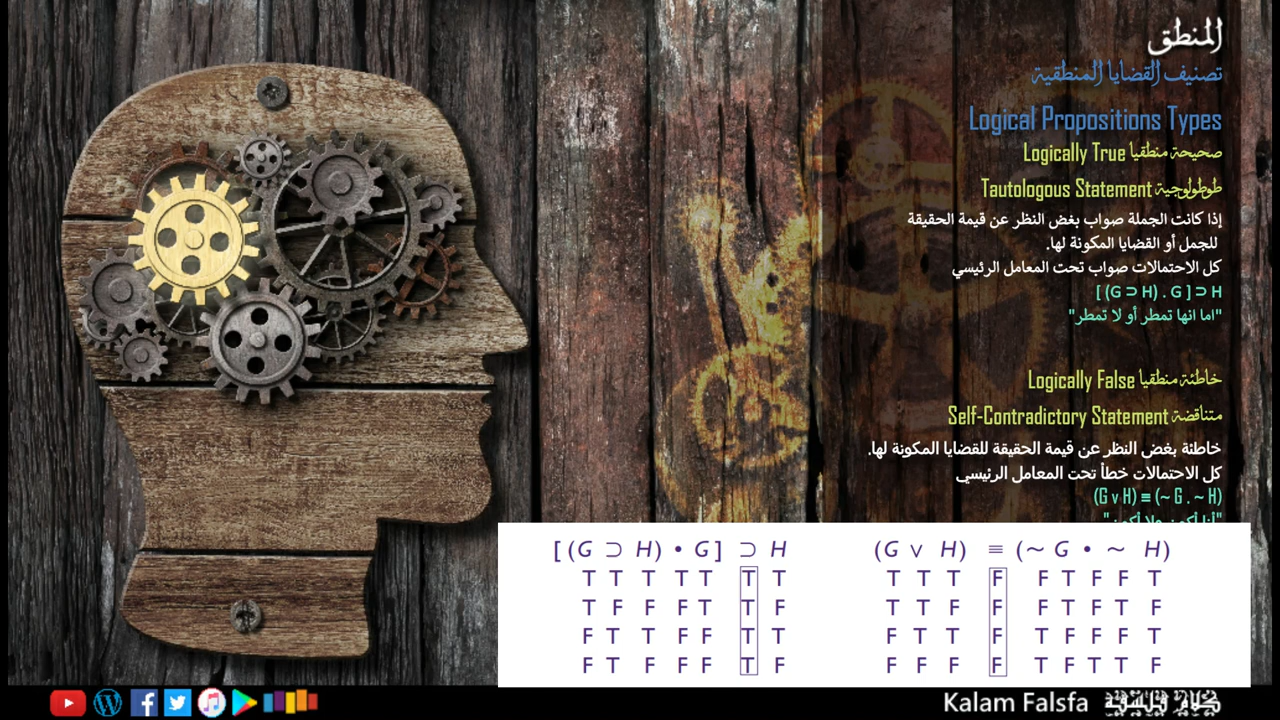 المنطق
تصنيف القضايا المنطقية
Logical Propositions Types
Logically True صحيحة منطقيا
Tautologous Statement طوطولوجية
إذا كانت الجملة صواب بغض النظر عن قيمة الحقيقة
للجمل أو القضايا المكونة لها.
كل الاحتمالات صواب تحت المعامل الرئيسي
[ (G ⊃ H) . G ] ⊃ H
"اما انها تمطر أو لا تمطر"
Logically False خاطئة منطقيا
Self-Contradictory Statement متناقضة
خاطئة بغض النظر عن قيمة الحقيقة للقضايا المكونة لها.
كل الاحتمالات خطأ تحت المعامل الرئيسي
(G v H) ≡ (~ G . ~ H)
[ (G ⊃ H) • G ] ⊃ H
T T T T T T T
T F F F T T F
F T T F F T T
F T F F F T F
(G v H) ≡ (~ G • ~ H)
T T T F F T F F T
T T F F F T F T F
F T T F T F F F T
F F F F T F T T F
Kalam Falsfa كلام فلسفة